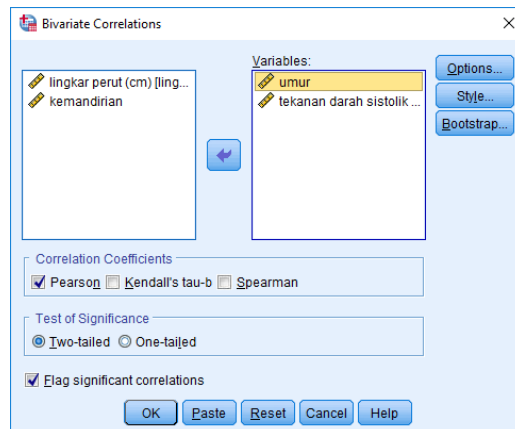 Bivariate Correlations
Variables:
lingkar perut (cm) [ling...
kemandirian
umur
tekanan darah sistolik ...
Options...
Style...
Bootstrap...
Correlation Coefficients
Pearson Kendall's tau-b Spearman
Test of Significance
Two-tailed One-tailed
Flag significant correlations
OK Paste Reset Cancel Help